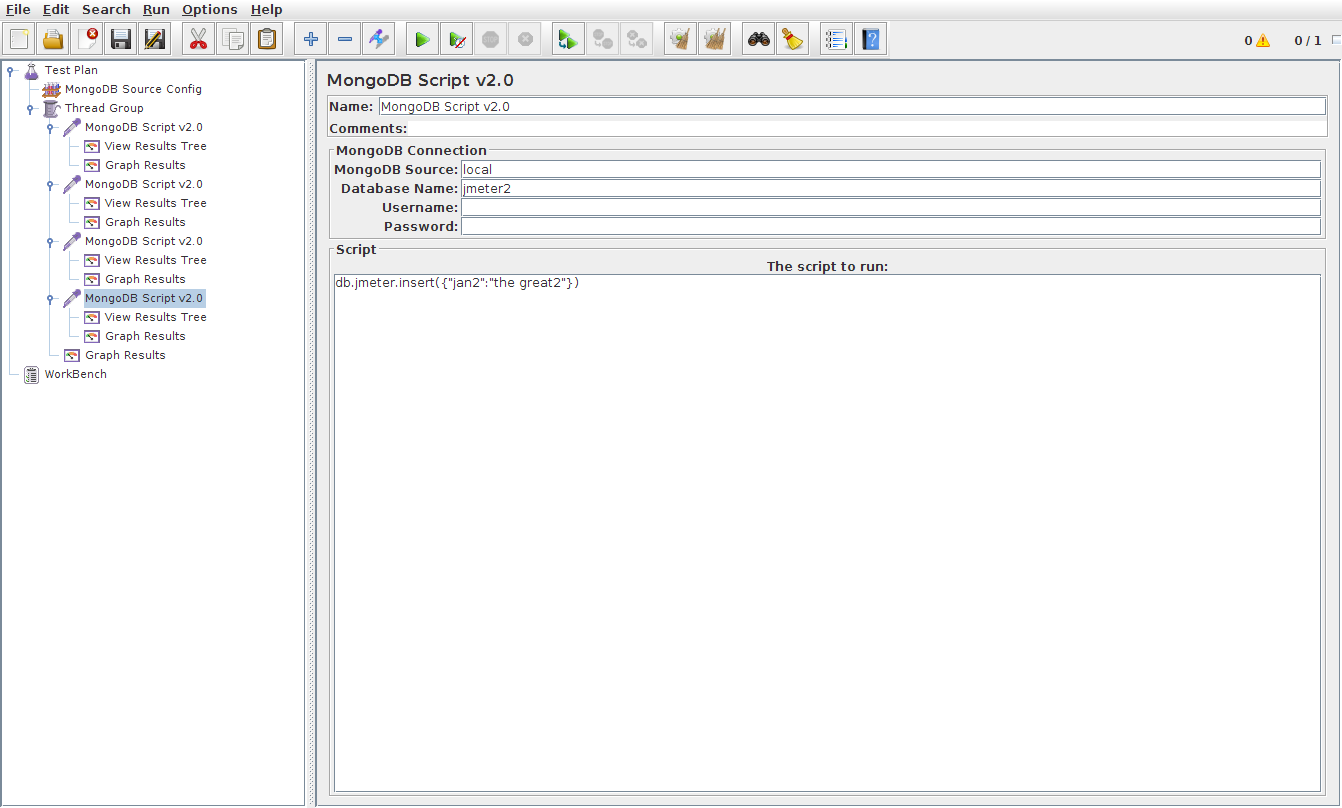 File Edit Search Run Options Help
0 0 / 1
Test Plan
MongoDB Source Config
Thread Group
MongoDB Script v2.0
View Results Tree
Graph Results
MongoDB Script v2.0
View Results Tree
Graph Results
MongoDB Script v2.0
View Results Tree
Graph Results
MongoDB Script v2.0
View Results Tree
Graph Results
Graph Results
WorkBench
MongoDB Script v2.0
Name: MongoDB Script v2.0
Comments:
MongoDB Connection
MongoDB Source: local
Database Name: jmeter2
Username:
Password:
Script
The script to run:
db.jmeter.insert({"jan2":"the great2"})